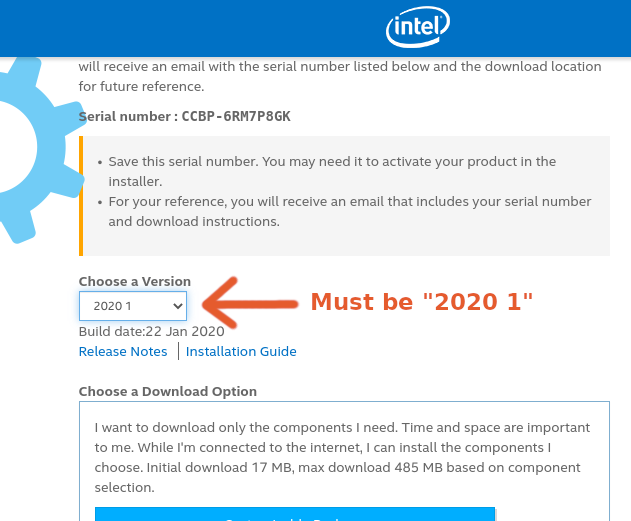 intel
will receive an email with the serial number listed below and the download location
for future reference.
Serial number : CCBP-6RM7P8GK
• Save this serial number. You may need it to activate your product in the
installer.
• For your reference, you will receive an email that includes your serial number
and download instructions.
Choose a Version
2020 1
Must be "2020 1"
Build date:22 Jan 2020
Release Notes | Installation Guide
Choose a Download Option
I want to download only the components I need. Time and space are important
to me. While I'm connected to the internet, I can install the components I
choose. Initial download 17 MB, max download 485 MB based on component
selection.